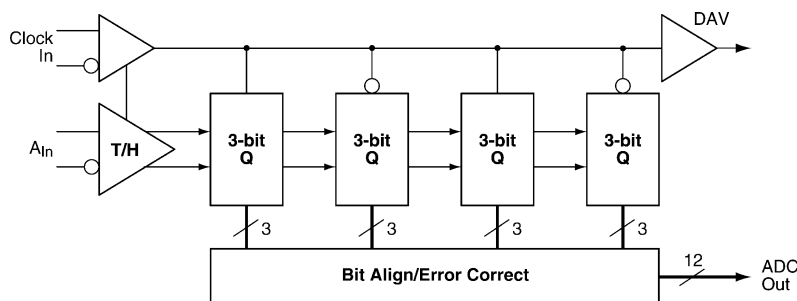 DAV
Clock
In
3-bit
Q
3-bit
Q
3-bit
Q
3-bit
Q
T/H
AIn
3
3
3
3
12
ADC
Out
Bit Align/Error Correct